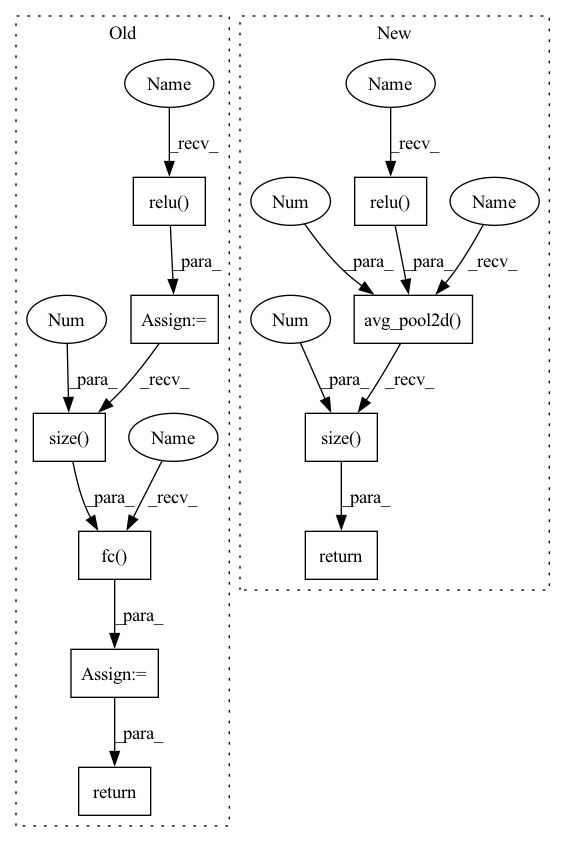 Old
Name
_recv_
relu()
_para_
Num
Assign:=
_para_
_recv_
size()
Name
_para_
_recv_
fc()
_para_
Assign:=
_para_
return
New
Name
_recv_
Num
relu()
Name
_para_
_para_
_recv_
Num
avg_pool2d()
_para_
_recv_
size()
_para_
return